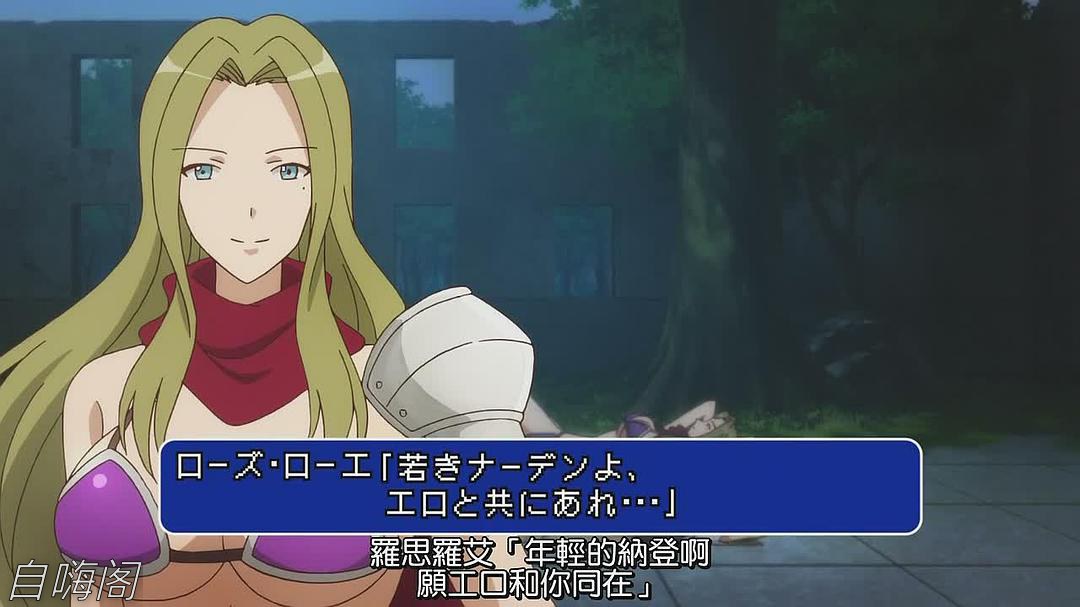 ローズ・ローエ「若きナーデンよ、
エロと共にあれ…」
羅思羅艾「年輕的納登啊
願工口和你同在」
自嗨阁